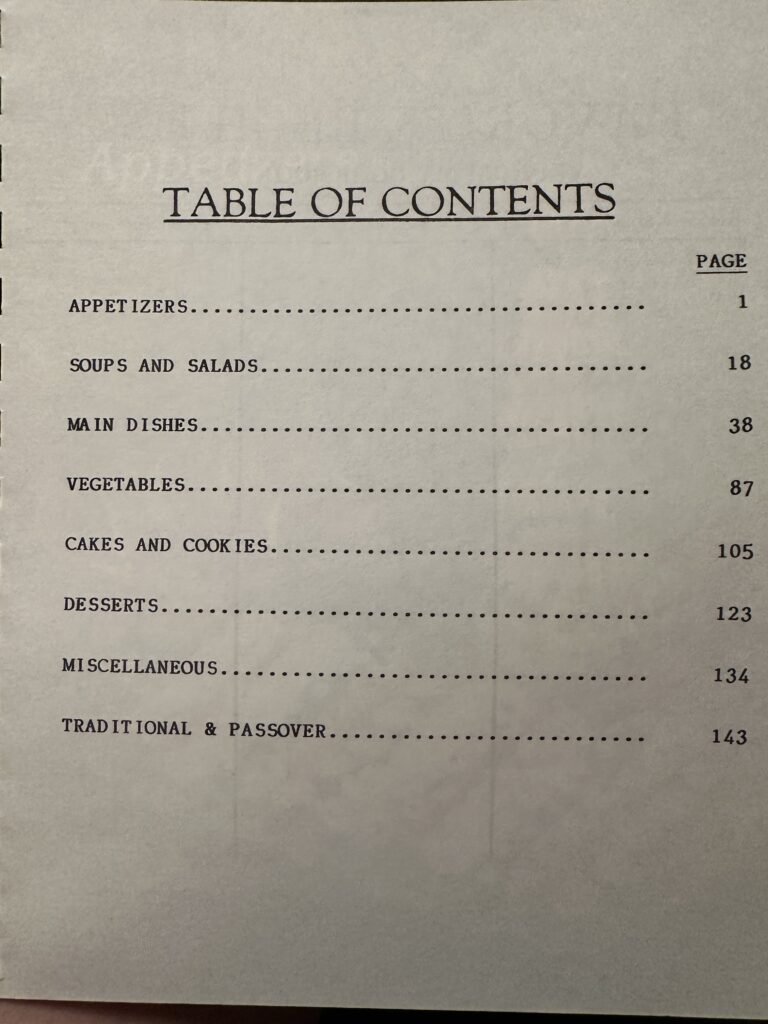 TABLE OF CONTENTS
PAGE
APPETIZERS....................................... 1
SOUPS AND SALADS................................. 18
MAIN DISHES...................................... 38
VEGETABLES....................................... 87
CAKES AND COOKIES................................ 105
DESSERTS......................................... 123
MISCELLANEOUS.................................... 134
TRADITIONAL & PASSOVER........................... 143